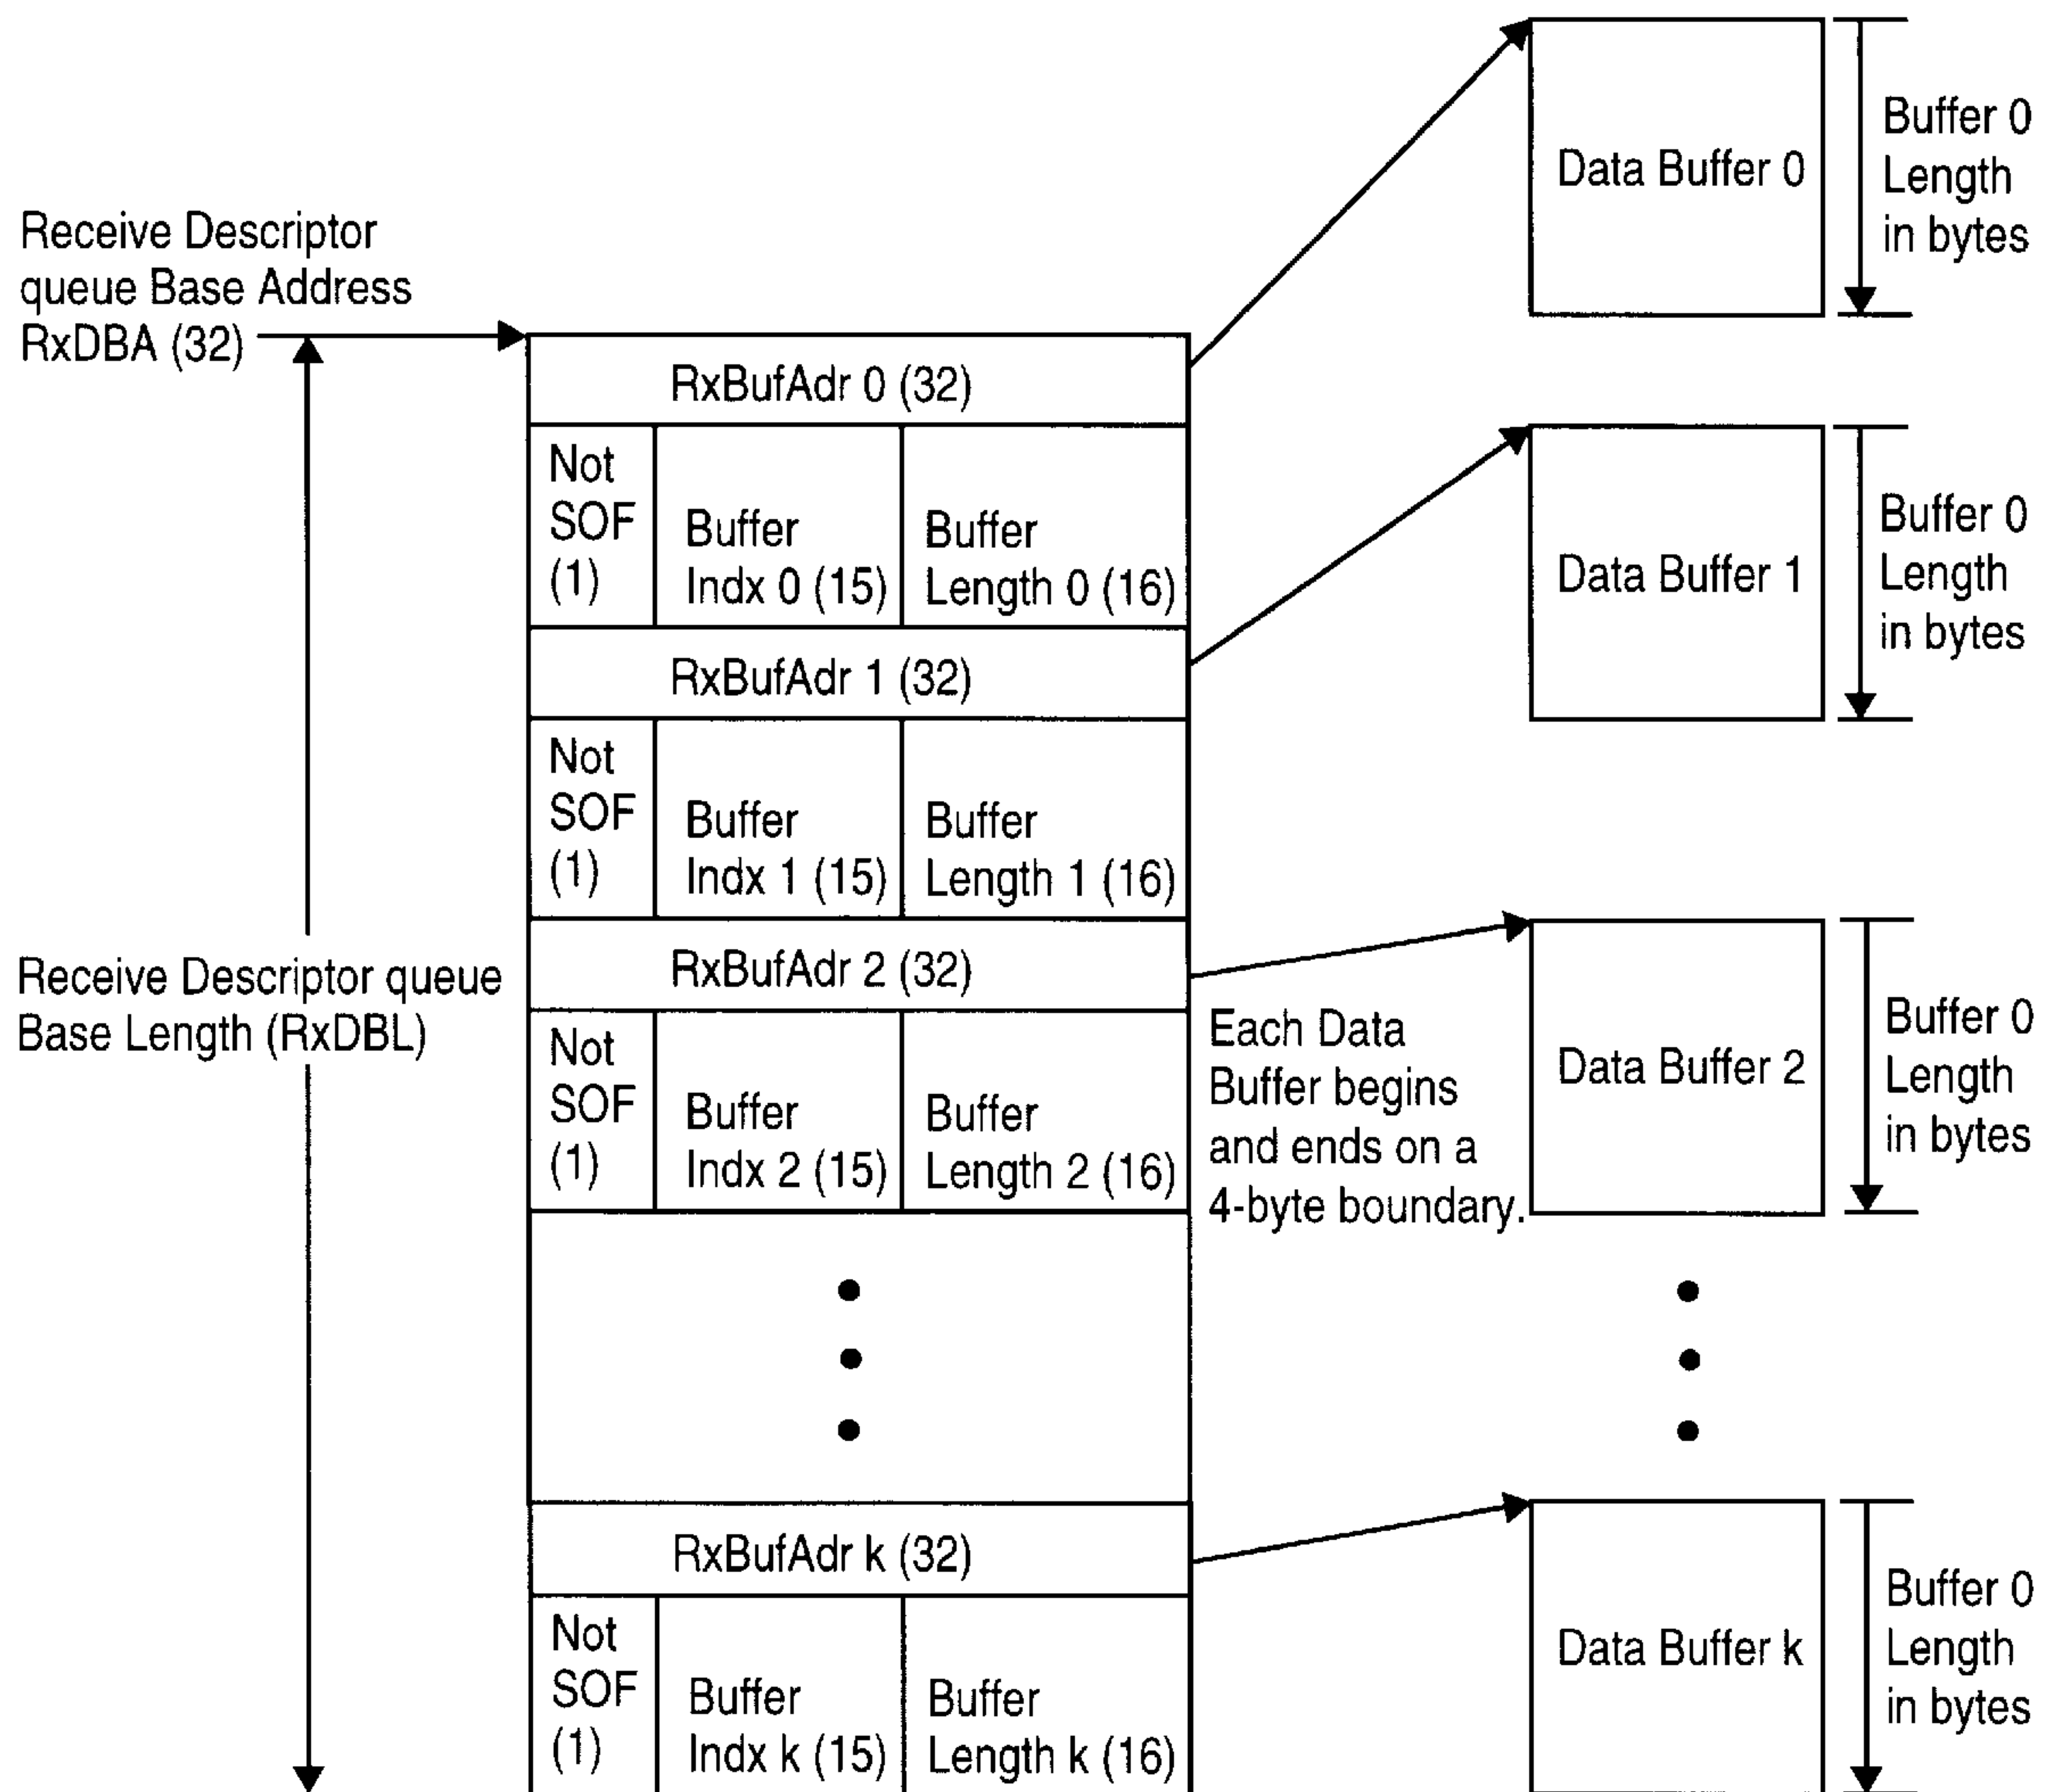 Receive Descriptor
queue Base Address
RxDBA (32)
Receive Descriptor queue
Base Length (RxDBL)
RxBufAdr 0 (32)
Not
SOF
(1)
Buffer
Indx 0 (15)
Buffer
Length 0 (16)
RxBufAdr 1 (32)
Not
SOF
(1)
Buffer
Indx 1 (15)
Buffer
Length 1 (16)
RxBufAdr 2 (32)
Not
SOF
(1)
Buffer
Indx 2 (15)
Buffer
Length 2 (16)
RxBufAdr k (32)
Not
SOF
(1)
Buffer
Indx k (15)
Buffer
Length k (16)
Each Data
Buffer begins
and ends on a
4-byte boundary.
Data Buffer 0
Buffer 0
Length
in bytes
Data Buffer 1
Buffer 0
Length
in bytes
Data Buffer 2
Buffer 0
Length
in bytes
Data Buffer k
Buffer 0
Length
in bytes